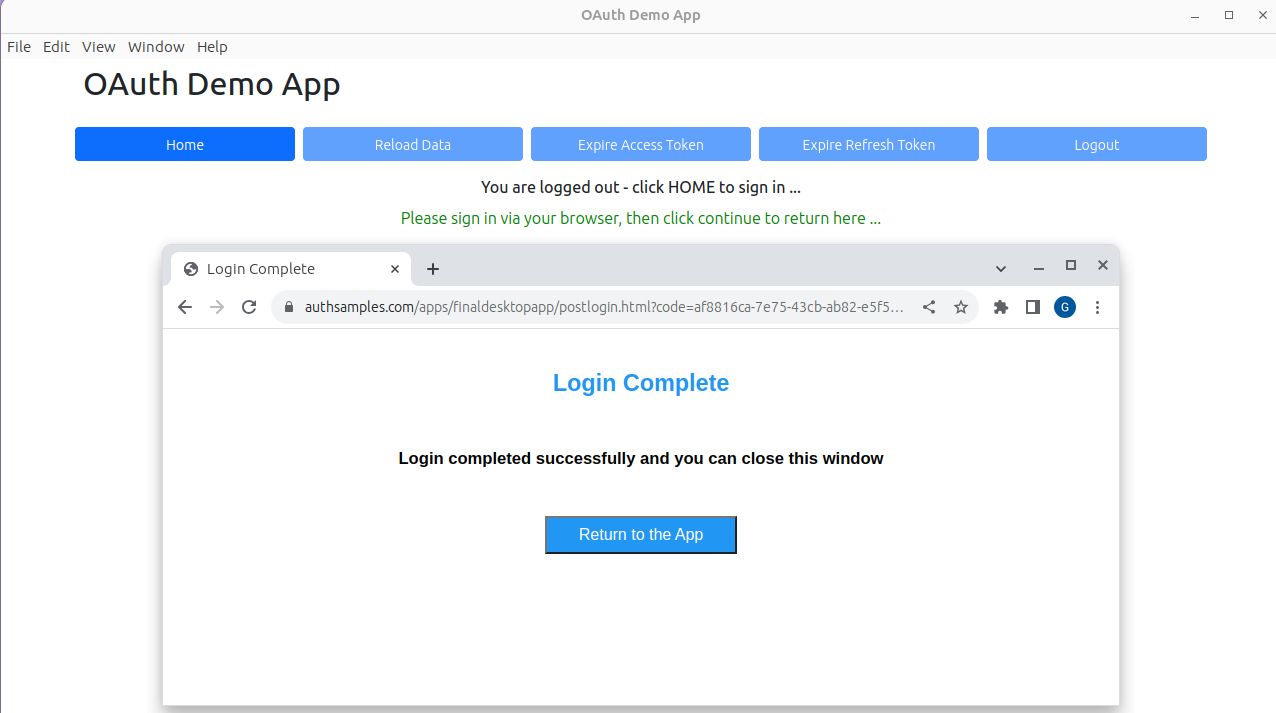 OAuth Demo App
File Edit View Window Help
OAuth Demo App
Home Reload Data Expire Access Token Expire Refresh Token Logout
You are logged out - click HOME to sign in ...
Please sign in via your browser, then click continue to return here ...
Login Complete
authsamples.com/apps/finaldesktopapp/postlogin.html?code=af8816ca-7e75-43cb-ab82-e5f5... G
Login Complete
Login completed successfully and you can close this window
Return to the App